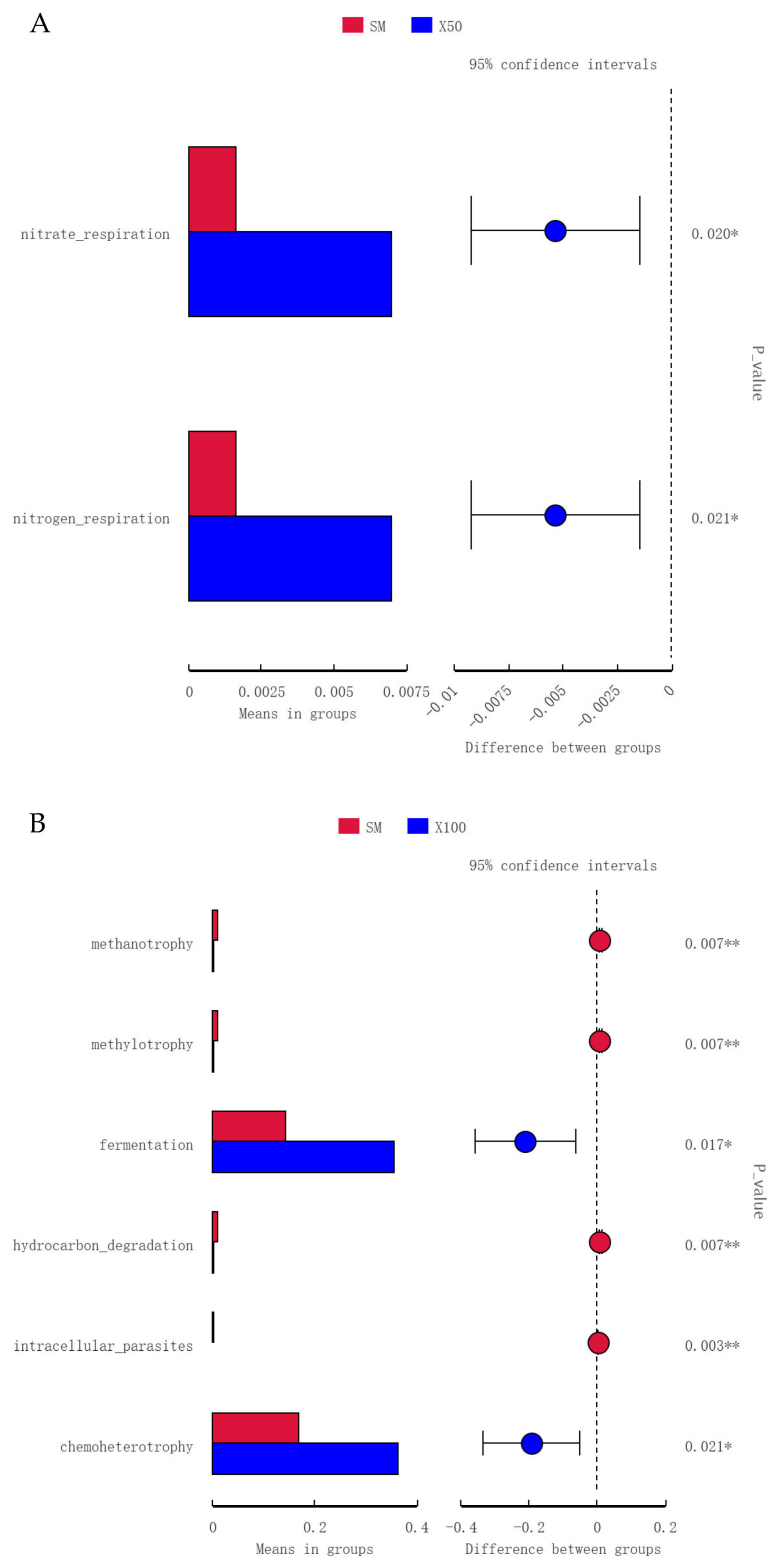 A
SM X50
95% confidence intervals
nitrate_respiration 0.020*
P_value
nitrogen_respiration 0.021*
0 0.0025 0.005 0.0075 -0.01 -0.0075 -0.005 -0.0025 0
Means in groups
Difference between groups
B
SM X100
95% confidence intervals
methanotrophy 0.007**
methylotrophy 0.007**
fermentation 0.017*
P_value
hydrocarbon_degradation 0.007**
intracellular_parasites 0.003**
chemoheterotrophy 0.021*
0 0.2 0.4 -0.4 -0.2 0 0.2
Means in groups Difference between groups